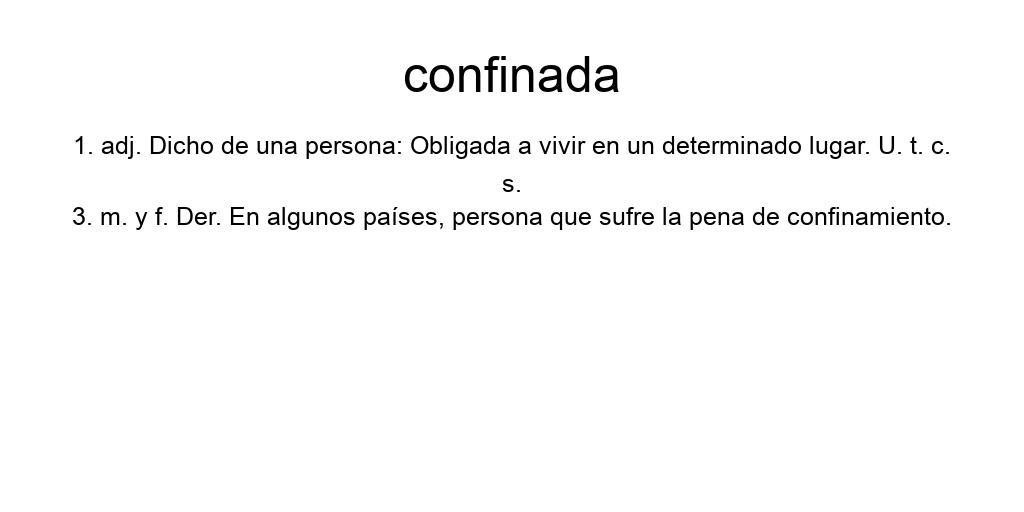 confinada
1. adj. Dicho de una persona: Obligada a vivir en un determinado lugar. U. t. c.
s.
3. m. y f. Der. En algunos países, persona que sufre la pena de confinamiento.